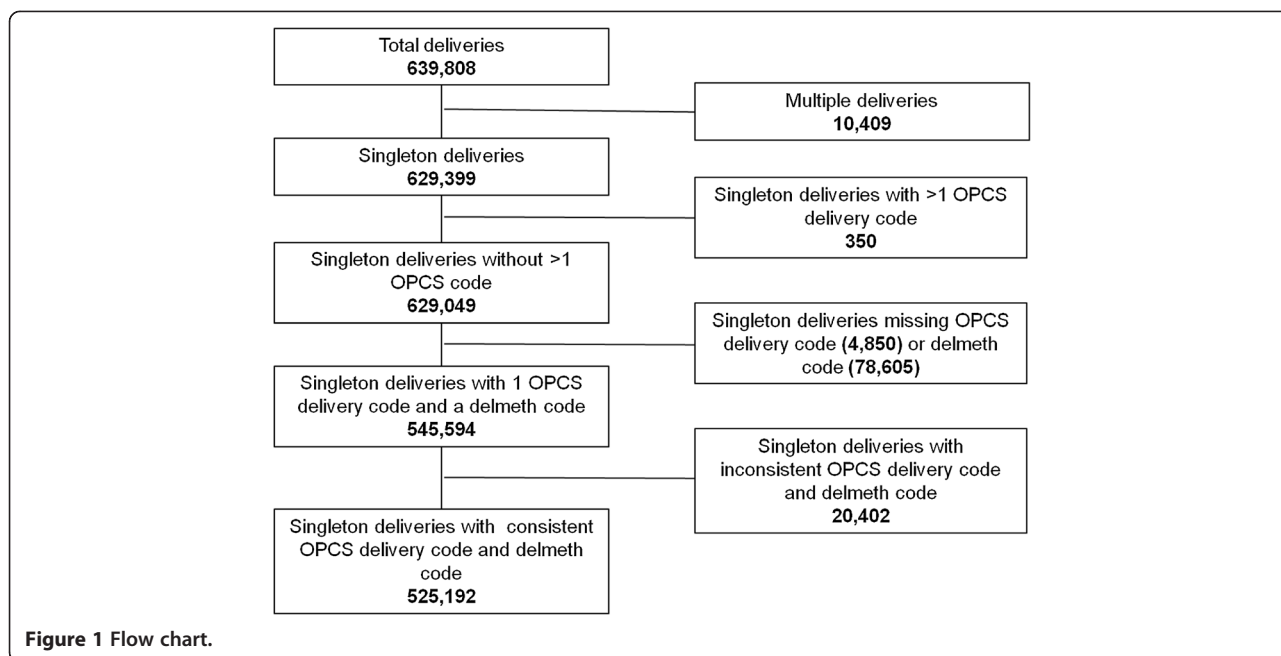 Total deliveries
639,808
Multiple deliveries
10,409
Singleton deliveries
629,399
Singleton deliveries with >1 OPCS
delivery code
350
Singleton deliveries without >1
OPCS code
629,049
Singleton deliveries missing OPCS
delivery code (4,850) or delmeth
code (78,605)
Singleton deliveries with 1 OPCS
delivery code and a delmeth code
545,594
Singleton deliveries with
inconsistent OPCS delivery code
and delmeth code
20,402
Singleton deliveries with consistent
OPCS delivery code and delmeth
code
525,192
Figure 1 Flow chart.